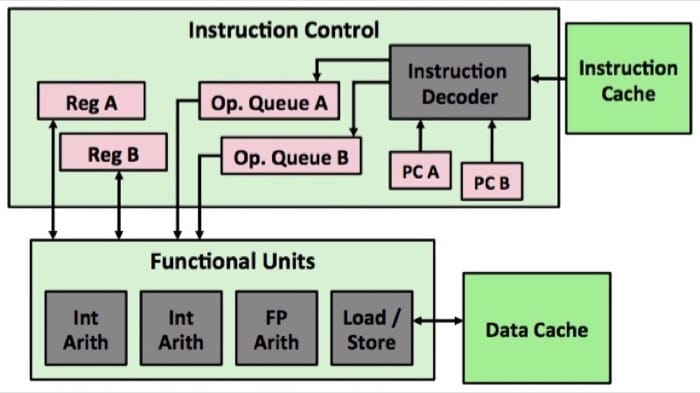 Instruction Control
Instruction
Decoder
Instruction
Cache
Reg A
Op. Queue A
Reg B
Op. Queue B
PC A
PC B
Functional Units
Int
Arith
Int
Arith
FP
Arith
Load /
Store
Data Cache